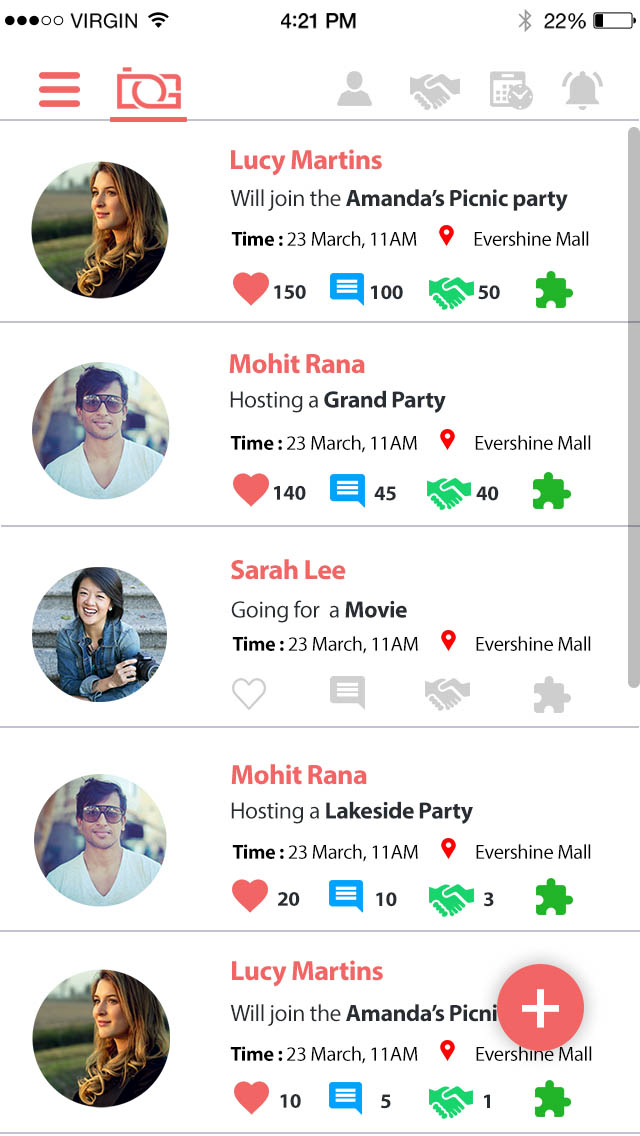 VIRGIN 4:21 PM 22%
Lucy Martins
Will join the Amanda’s Picnic party
Time : 23 March, 11AM Evershine Mall
150 100 50
Mohit Rana
Hosting a Grand Party
Time : 23 March, 11AM Evershine Mall
140 45 40
Sarah Lee
Going for a Movie
Time : 23 March, 11AM Evershine Mall
Mohit Rana
Hosting a Lakeside Party
Time : 23 March, 11AM Evershine Mall
20 10 3
Lucy Martins
Will join the Amanda’s Picni
Time : 23 March, 11AM Evershine Mall
10 5 1